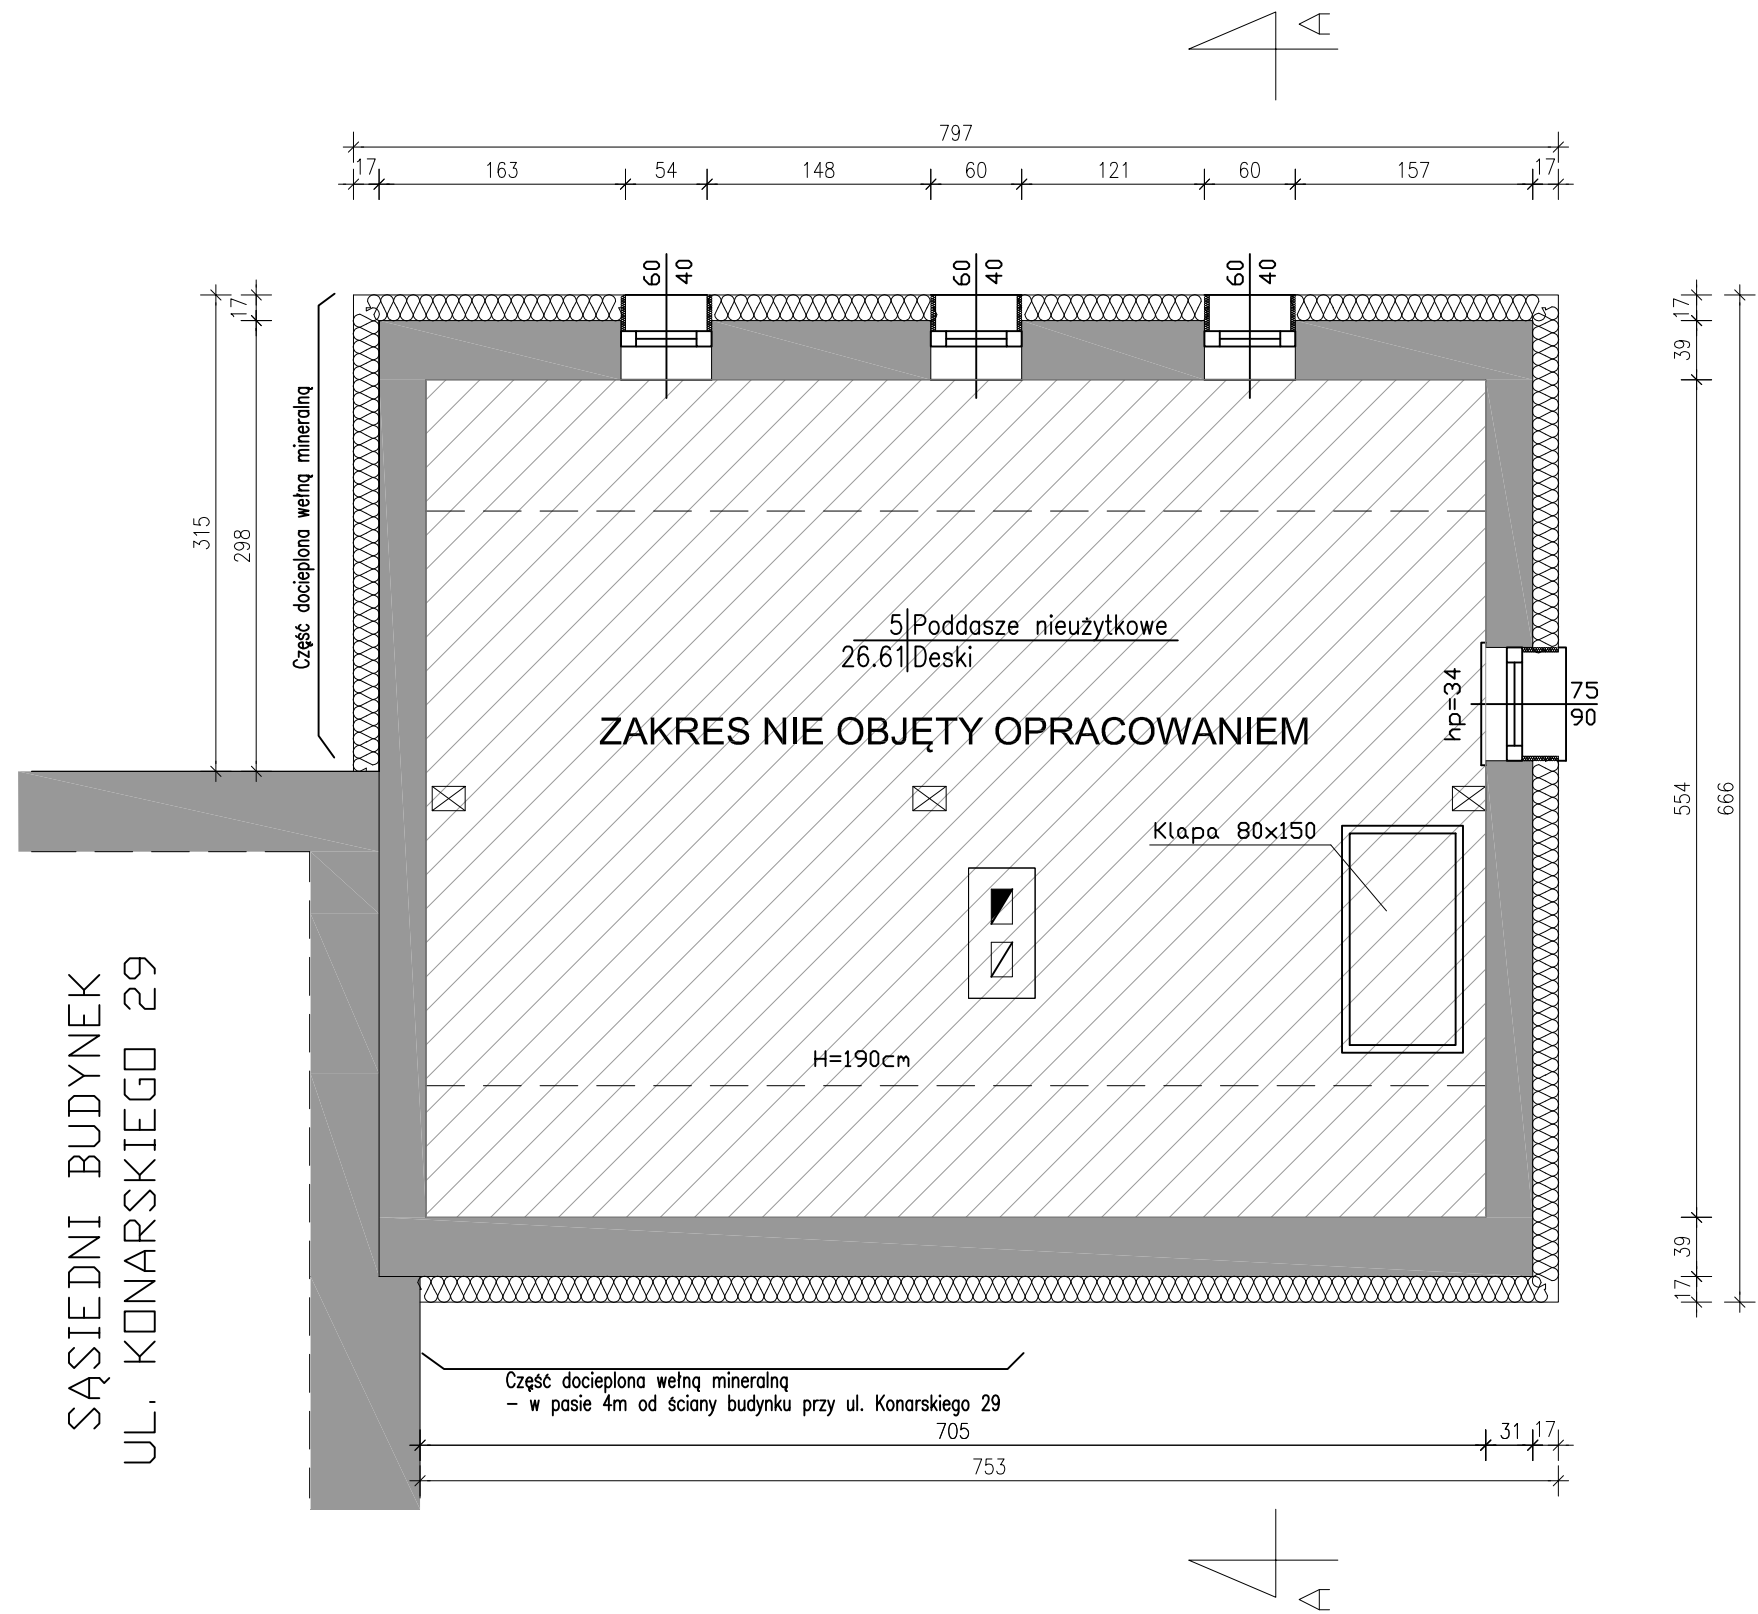 A
797
17 163 54 148 60 121 60 157 17
60 40
60 40
60 40
17
39
554
666
39
17
315
17
298
Część docieplona wełną mineralną
5 Poddasze nieużytkowe
26.61 Deski
ZAKRES NIE OBJĘTY OPRACOWANIEM
hp=34
75
90
Klapa 80x150
H=190cm
SĄSIEDNI BUDYNEK
UL. KONARSKIEGO 29
Część docieplona wełną mineralną
– w pasie 4m od ściany budynku przy ul. Konarskiego 29
705 31 17
753
A